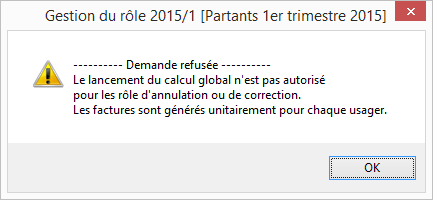 Gestion du rôle 2015/1 [Partants 1er trimestre 2015]
---------- Demande refusée ----------
Le lancement du calcul global n'est pas autorisé
pour les rôle d'annulation ou de correction.
Les factures sont générés unitairement pour chaque usager.
OK